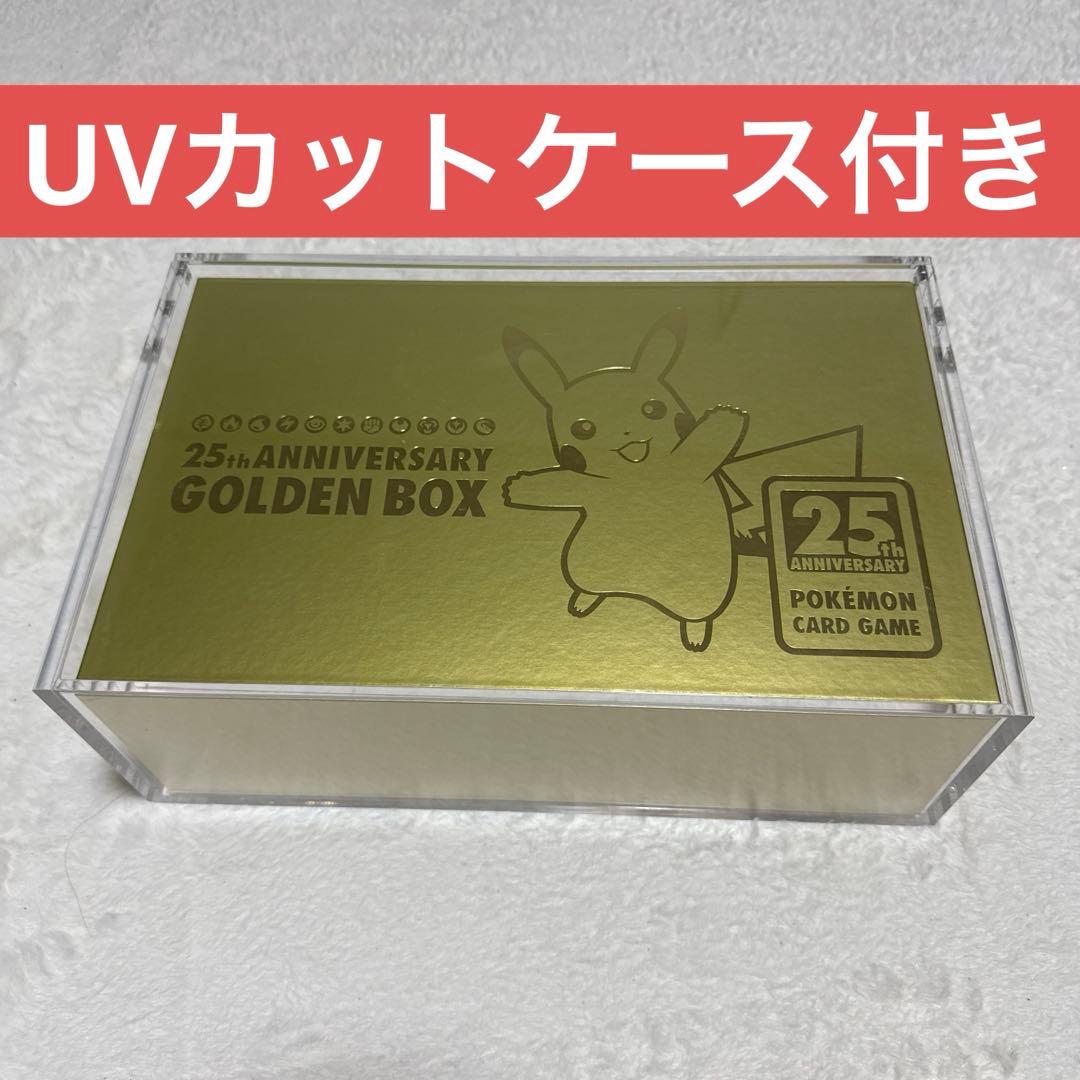 UVカットケース付き
25th ANNIVERSARY
GOLDEN BOX
25th
ANNIVERSARY
POKÉMON
CARD GAME